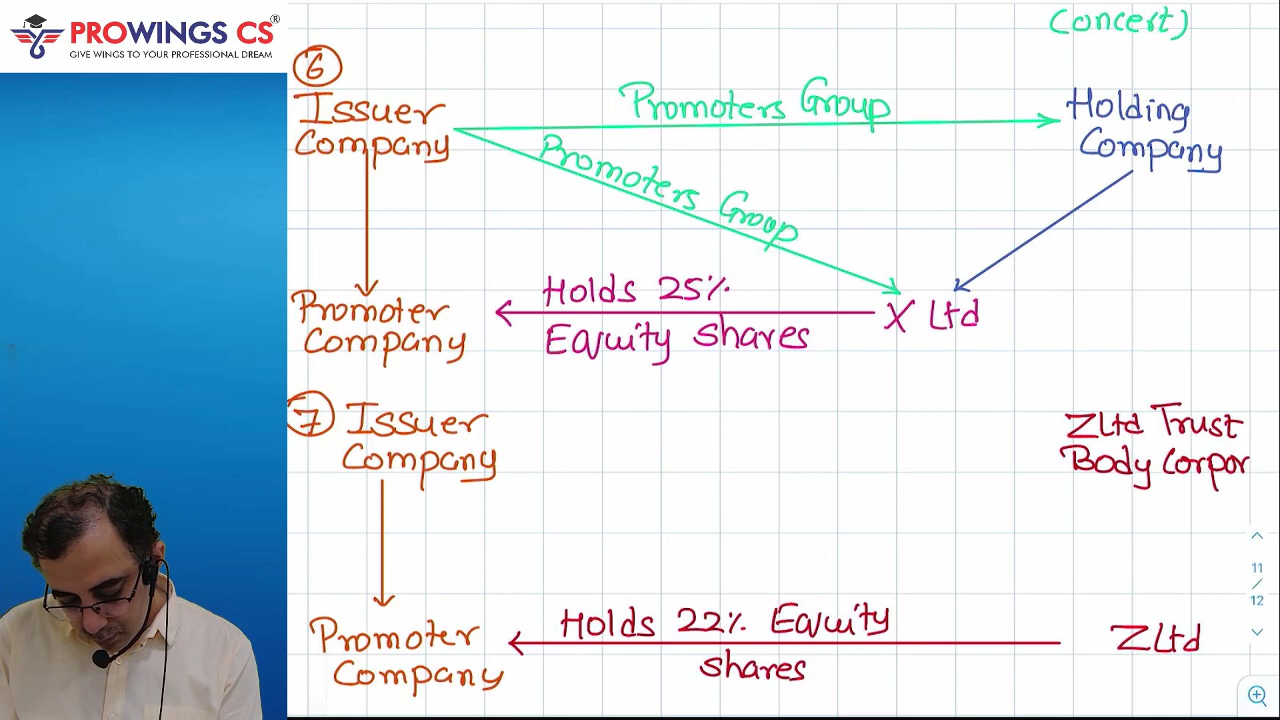 PROWINGS CS®
GIVE WINGS TO YOUR PROFESSIONAL DREAM
Concert)
6
Issuer
Company
Promoters Group
Holding
Company
Promoters Group
Promoter
Company
Holds 25%
Equity shares
X Ltd
7
Issuer
Company
ZLtd Trust
Body Corpor
Promoter
Company
Holds 22% Equity
shares
ZLtd
11
/
12